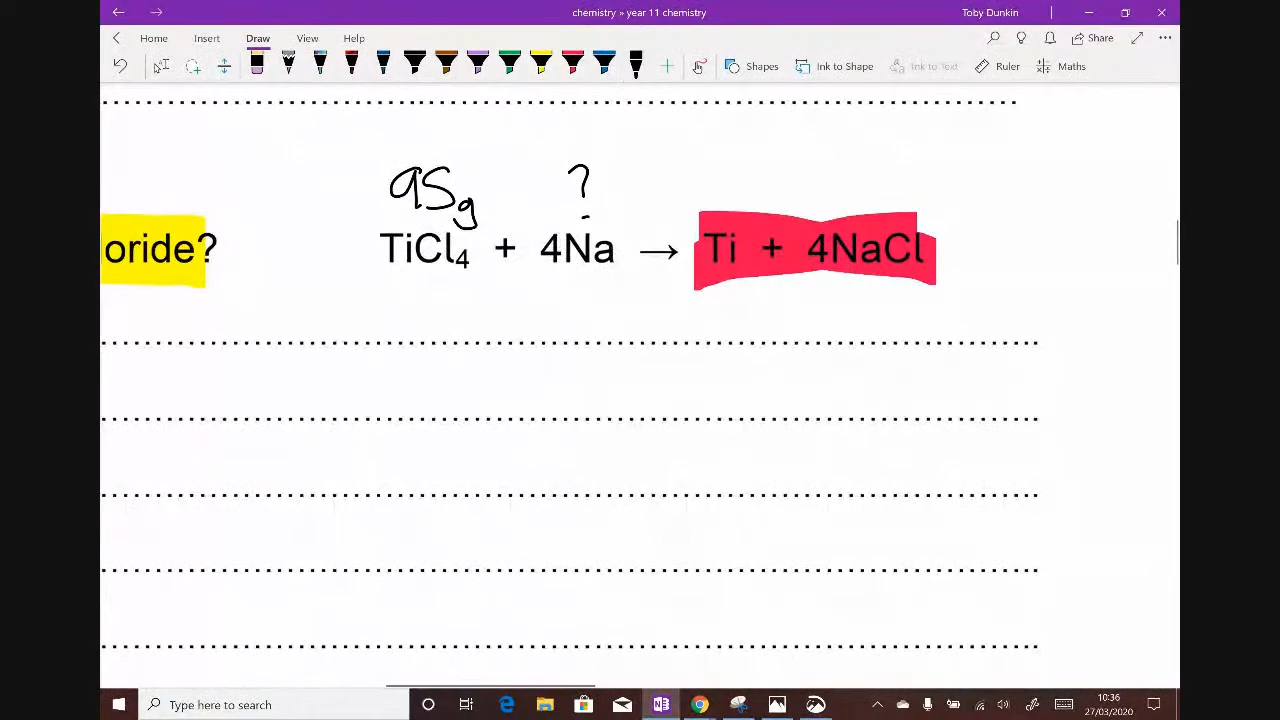 chemistry » year 11 chemistry
Toby Dunkin
Home Insert Draw View Help
Share
Shapes Ink to Shape Ink to Text Ruler Maths
95g ?
loride? TiCl₄ + 4Na → Ti + 4NaCl
Type here to search
10:36
27/03/2020